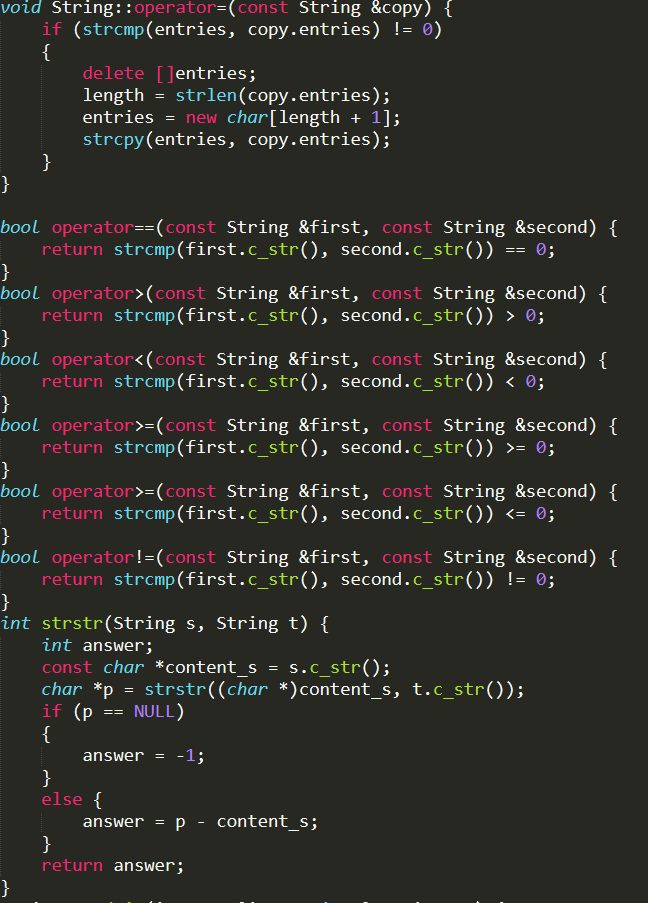 void String::operator=(const String &copy) {
    if (strcmp(entries, copy.entries) != 0)
    {
        delete []entries;
        length = strlen(copy.entries);
        entries = new char[length + 1];
        strcpy(entries, copy.entries);
    }
}
bool operator==(const String &first, const String &second) {
    return strcmp(first.c_str(), second.c_str()) == 0;
}
bool operator>(const String &first, const String &second) {
    return strcmp(first.c_str(), second.c_str()) > 0;
}
bool operator<(const String &first, const String &second) {
    return strcmp(first.c_str(), second.c_str()) < 0;
}
bool operator>=(const String &first, const String &second) {
    return strcmp(first.c_str(), second.c_str()) >= 0;
}
bool operator>=(const String &first, const String &second) {
    return strcmp(first.c_str(), second.c_str()) <= 0;
}
bool operator!=(const String &first, const String &second) {
    return strcmp(first.c_str(), second.c_str()) != 0;
}
int strstr(String s, String t) {
    int answer;
    const char *content_s = s.c_str();
    char *p = strstr((char *)content_s, t.c_str());
    if (p == NULL)
    {
        answer = -1;
    }
    else {
        answer = p - content_s;
    }
    return answer;
}